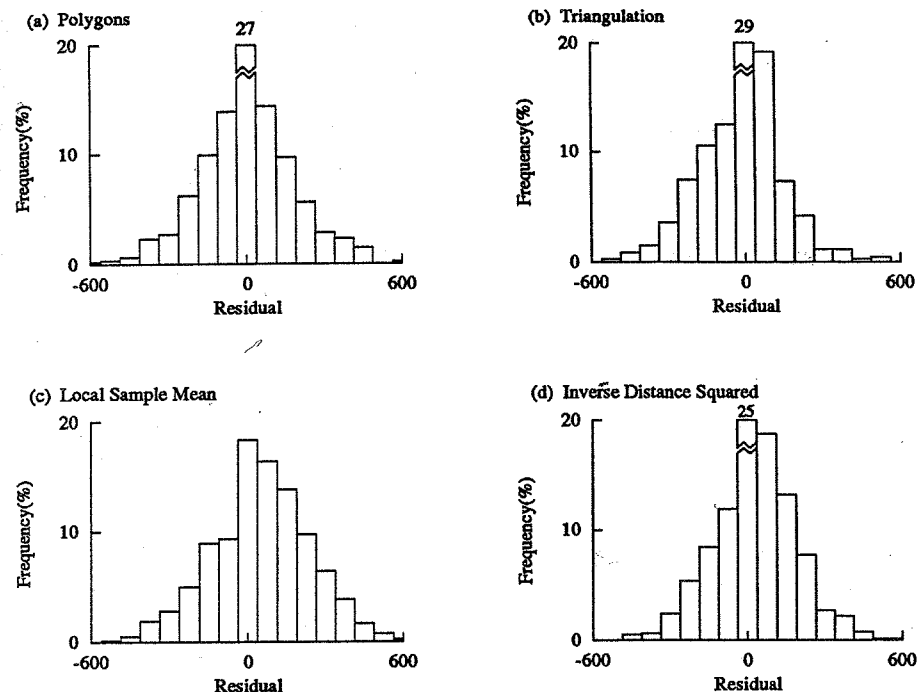 (a) Polygons
27
20
10
0
Frequency(%)
-600 0 600
Residual
(b) Triangulation
29
20
10
0
Frequency(%)
-600 0 600
Residual
(c) Local Sample Mean
20
10
0
Frequency(%)
-600 0 600
Residual
(d) Inverse Distance Squared
25
20
10
0
Frequency(%)
-600 0 600
Residual